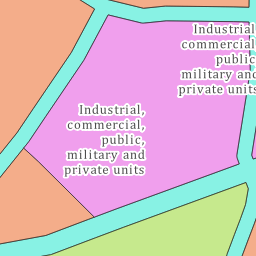 Industrial,
commercial,
public,
military and
private units
Industrial
commercial
public
military and
private units